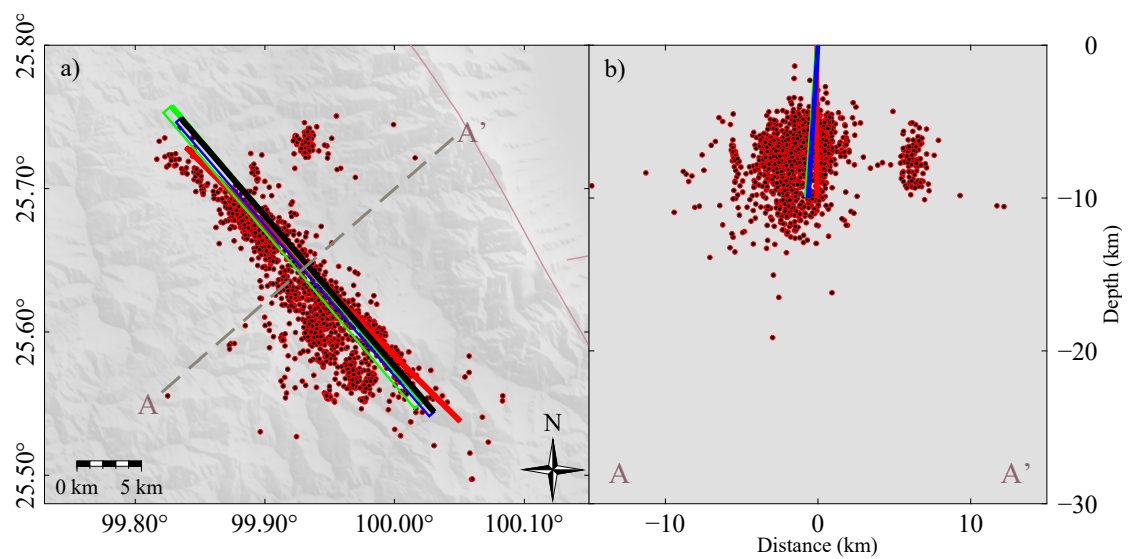 a)
A'
A
N
0 km 5 km
25.80°
25.70°
25.60°
25.50°
99.80° 99.90° 100.00° 100.10°
b)
A A'
0
−10
−20
−30
Depth (km)
−10 0 10
Distance (km)